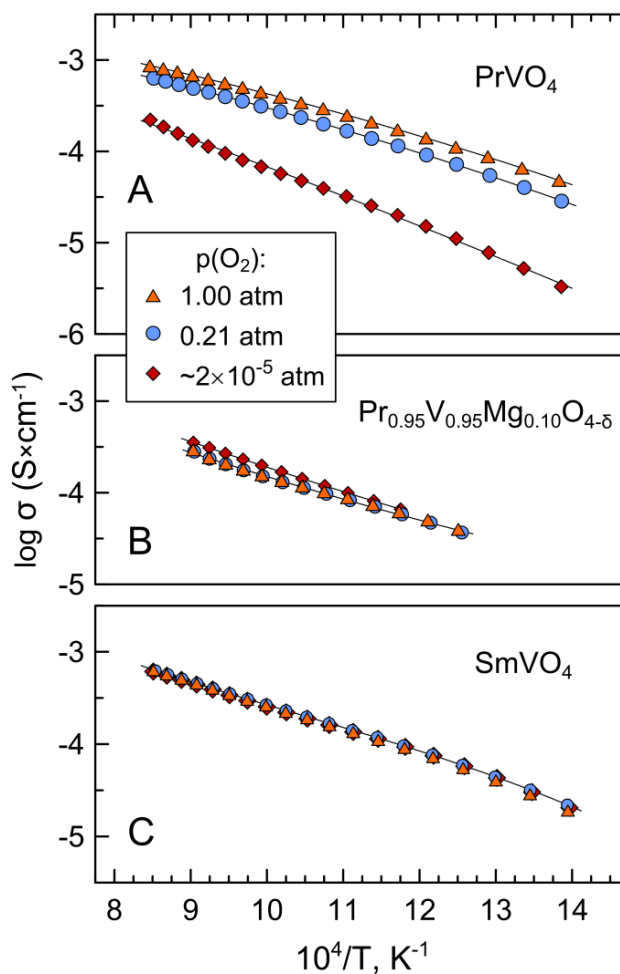 -3
PrVO₄
-4
A
-5
-6
p(O₂):
1.00 atm
0.21 atm
~2×10⁻⁵ atm
log σ (S×cm⁻¹)
-3
Pr₀.₉₅V₀.₉₅Mg₀.₁₀O₄₋δ
-4
B
-5
-3
SmVO₄
-4
C
-5
8 9 10 11 12 13 14
10⁴/T, K⁻¹